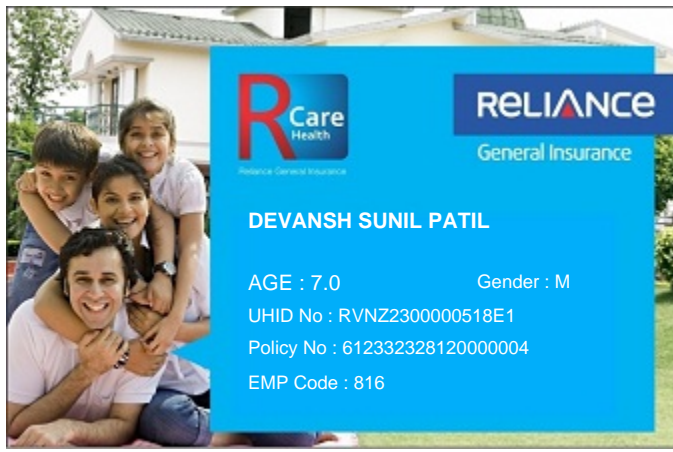 R Care
Health
Reliance General Insurance
RELIANCE
General Insurance
DEVANSH SUNIL PATIL
AGE : 7.0 Gender : M
UHID No : RVNZ2300000518E1
Policy No : 612332328120000004
EMP Code : 816